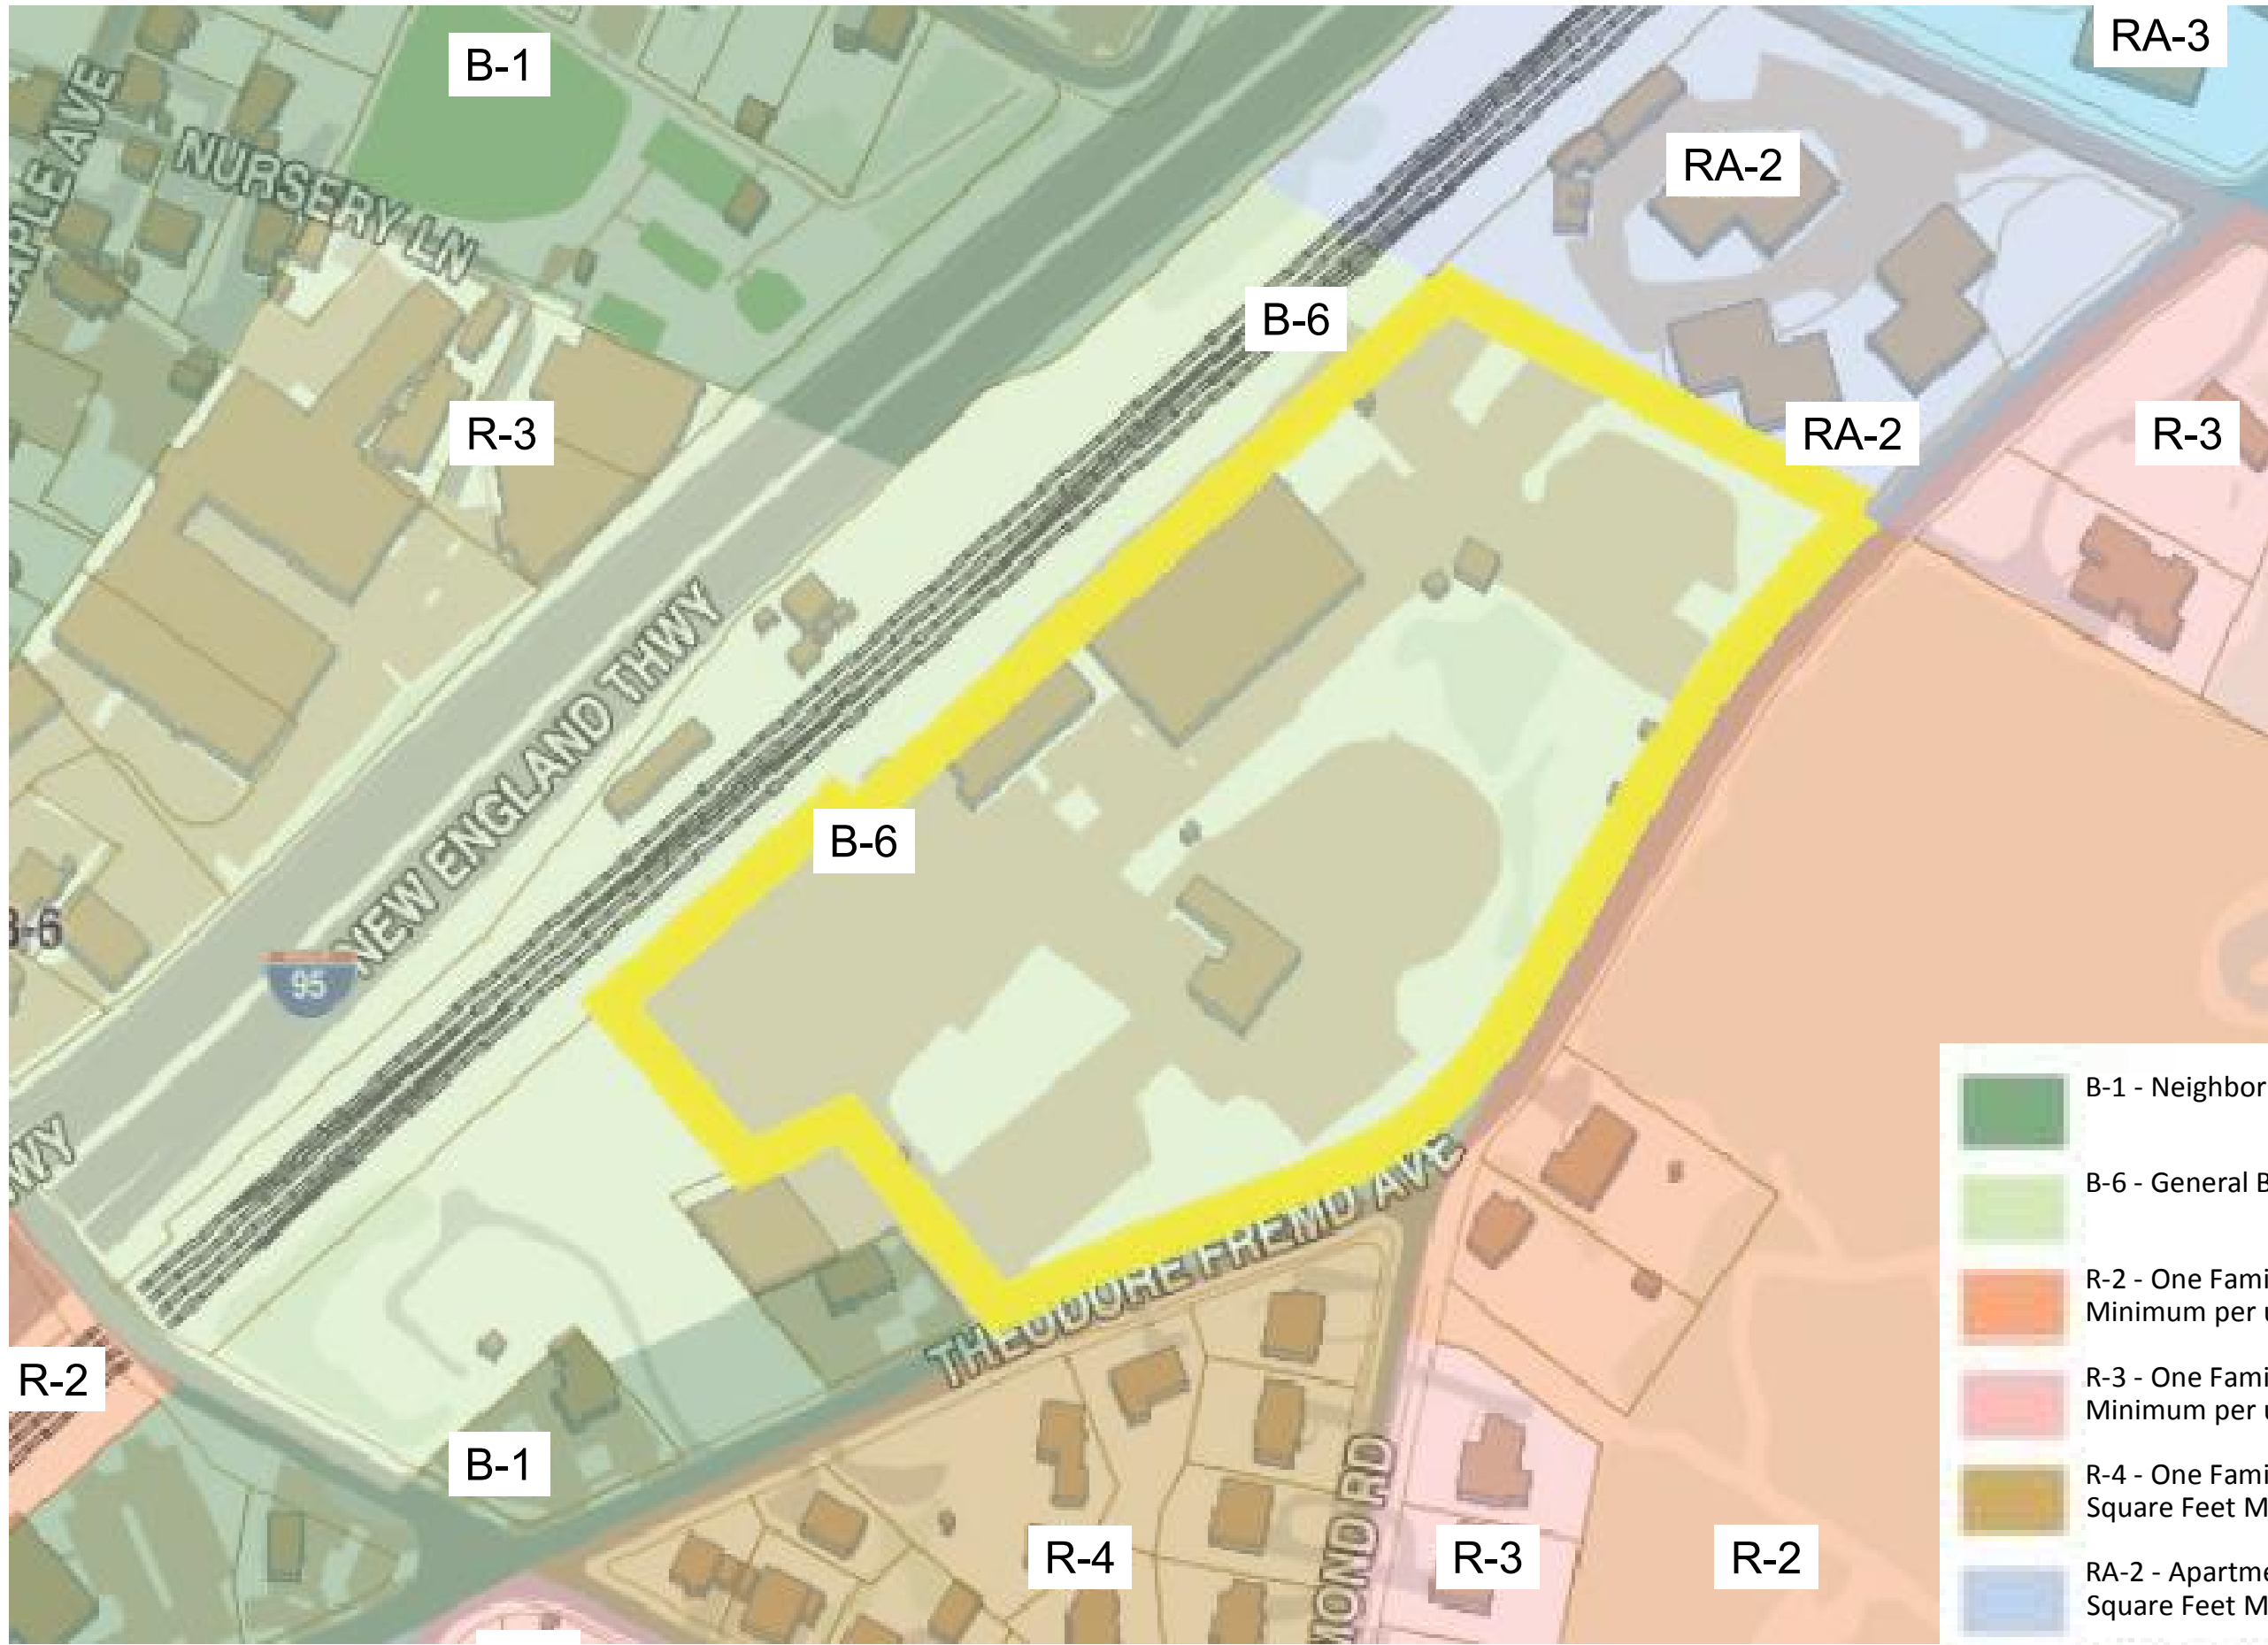 B-1
RA-3
NURSERY LN
RA-2
B-6
R-3
RA-2
R-3
NEW ENGLAND THWY
B-6
95
THEODORE FREMD AVE
R-2
B-1
R-4
R-3
R-2
B-1 - Neighbor
B-6 - General B
R-2 - One Fami
Minimum per u
R-3 - One Fami
Minimum per u
R-4 - One Fami
Square Feet M
RA-2 - Apartme
Square Feet M